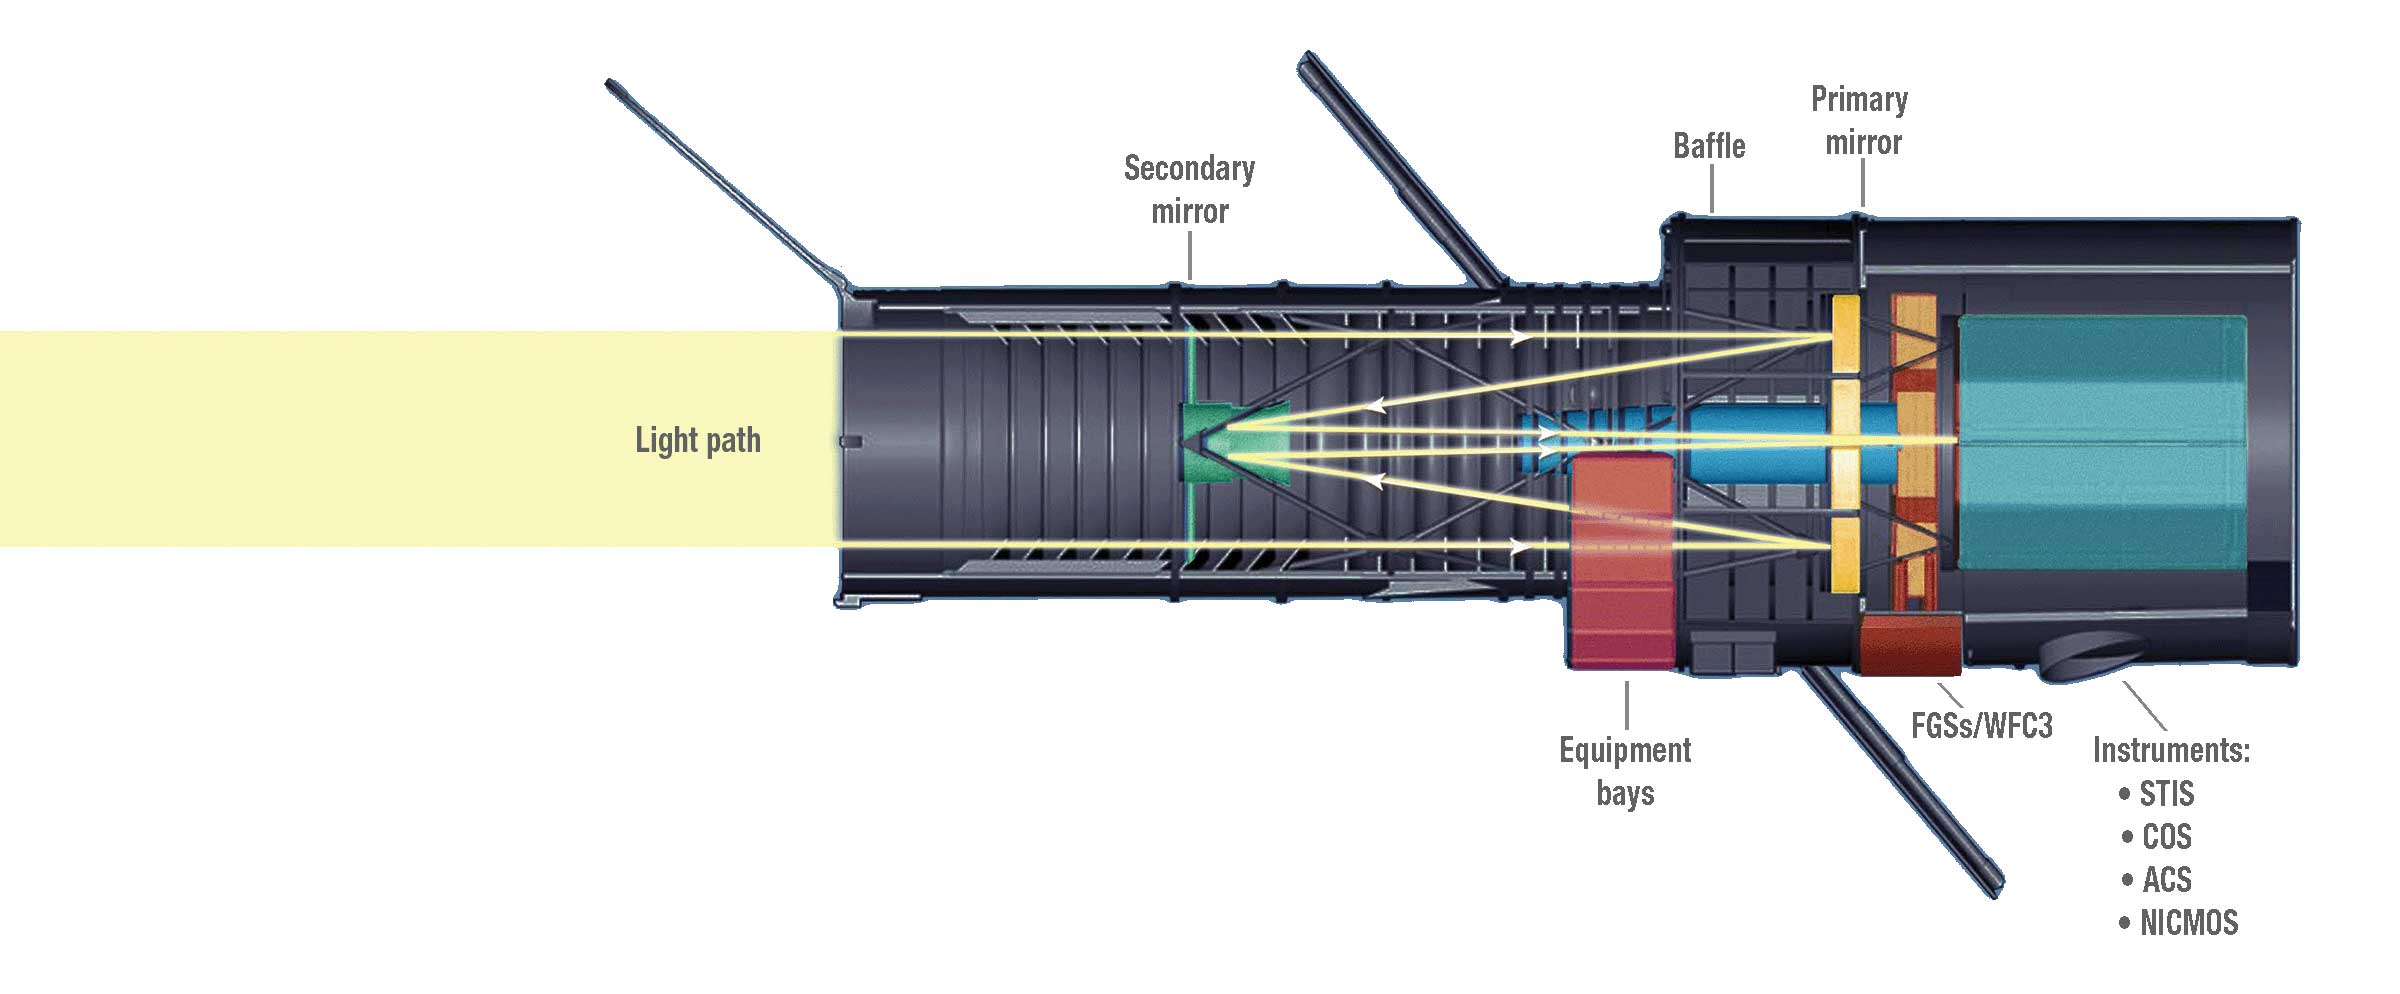 Primary
mirror
Baffle
Secondary
mirror
Light path
Equipment
bays
FGSs/WFC3
Instruments:
• STIS
• COS
• ACS
• NICMOS